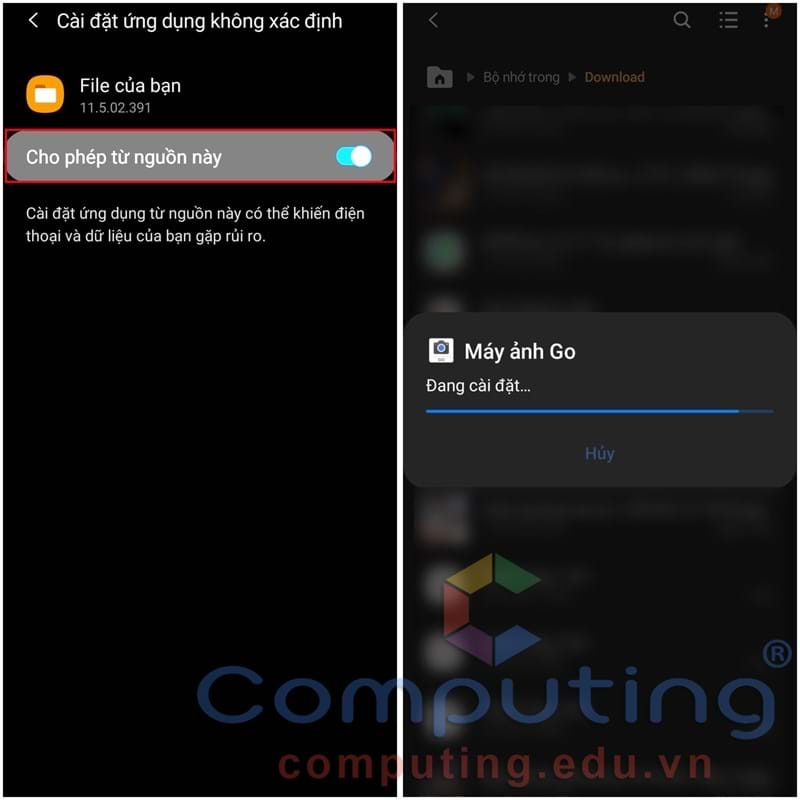 Cài đặt ứng dụng không xác định
File của bạn
11.5.02.391
Cho phép từ nguồn này
Cài đặt ứng dụng từ nguồn này có thể khiến điện
thoại và dữ liệu của bạn gặp rủi ro.
M
Bộ nhớ trong
Download
Máy ảnh Go
Đang cài đặt...
Hủy
Computing®
computing.edu.vn